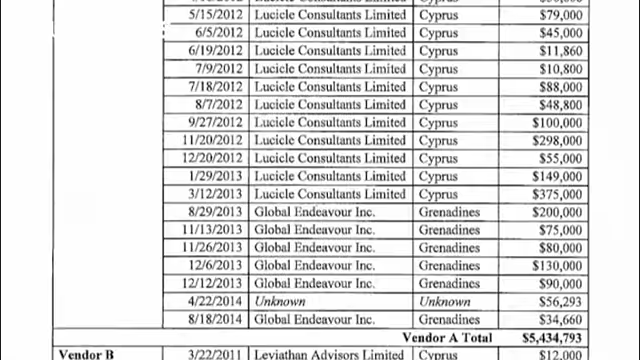 5/15/2012 Lucicle Consultants Limited Cyprus $79,000
6/5/2012 Lucicle Consultants Limited Cyprus $45,000
6/19/2012 Lucicle Consultants Limited Cyprus $11,860
7/9/2012 Lucicle Consultants Limited Cyprus $10,800
7/18/2012 Lucicle Consultants Limited Cyprus $88,000
8/7/2012 Lucicle Consultants Limited Cyprus $48,800
9/27/2012 Lucicle Consultants Limited Cyprus $100,000
11/20/2012 Lucicle Consultants Limited Cyprus $298,000
12/20/2012 Lucicle Consultants Limited Cyprus $55,000
1/29/2013 Lucicle Consultants Limited Cyprus $149,000
3/12/2013 Lucicle Consultants Limited Cyprus $375,000
8/29/2013 Global Endeavour Inc. Grenadines $200,000
11/13/2013 Global Endeavour Inc. Grenadines $75,000
11/26/2013 Global Endeavour Inc. Grenadines $80,000
12/6/2013 Global Endeavour Inc. Grenadines $130,000
12/12/2013 Global Endeavour Inc. Grenadines $90,000
4/22/2014 Unknown Unknown $56,293
8/18/2014 Global Endeavour Inc. Grenadines $34,660
Vendor A Total $5,434,793
Vendor B 3/22/2011 Leviathan Advisors Limited Cyprus $12,000